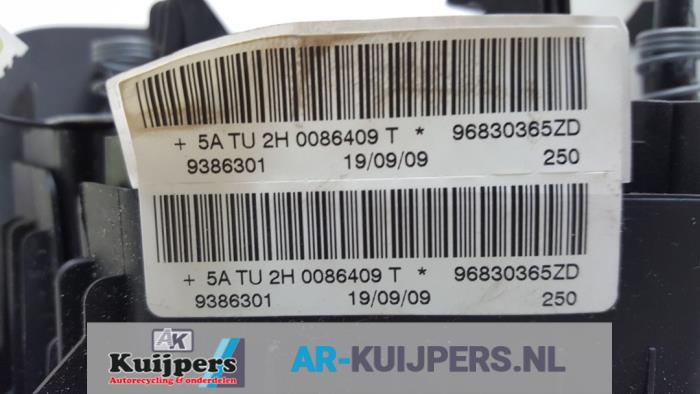 + 5A TU 2H 0086409 T * 96830365ZD
9386301 19/09/09 250
+ 5A TU 2H 0086409 T * 96830365ZD
9386301 19/09/09 250
AK
Kuijpers
Autorecycling & onderdelen
AR-KUIJPERS.NL